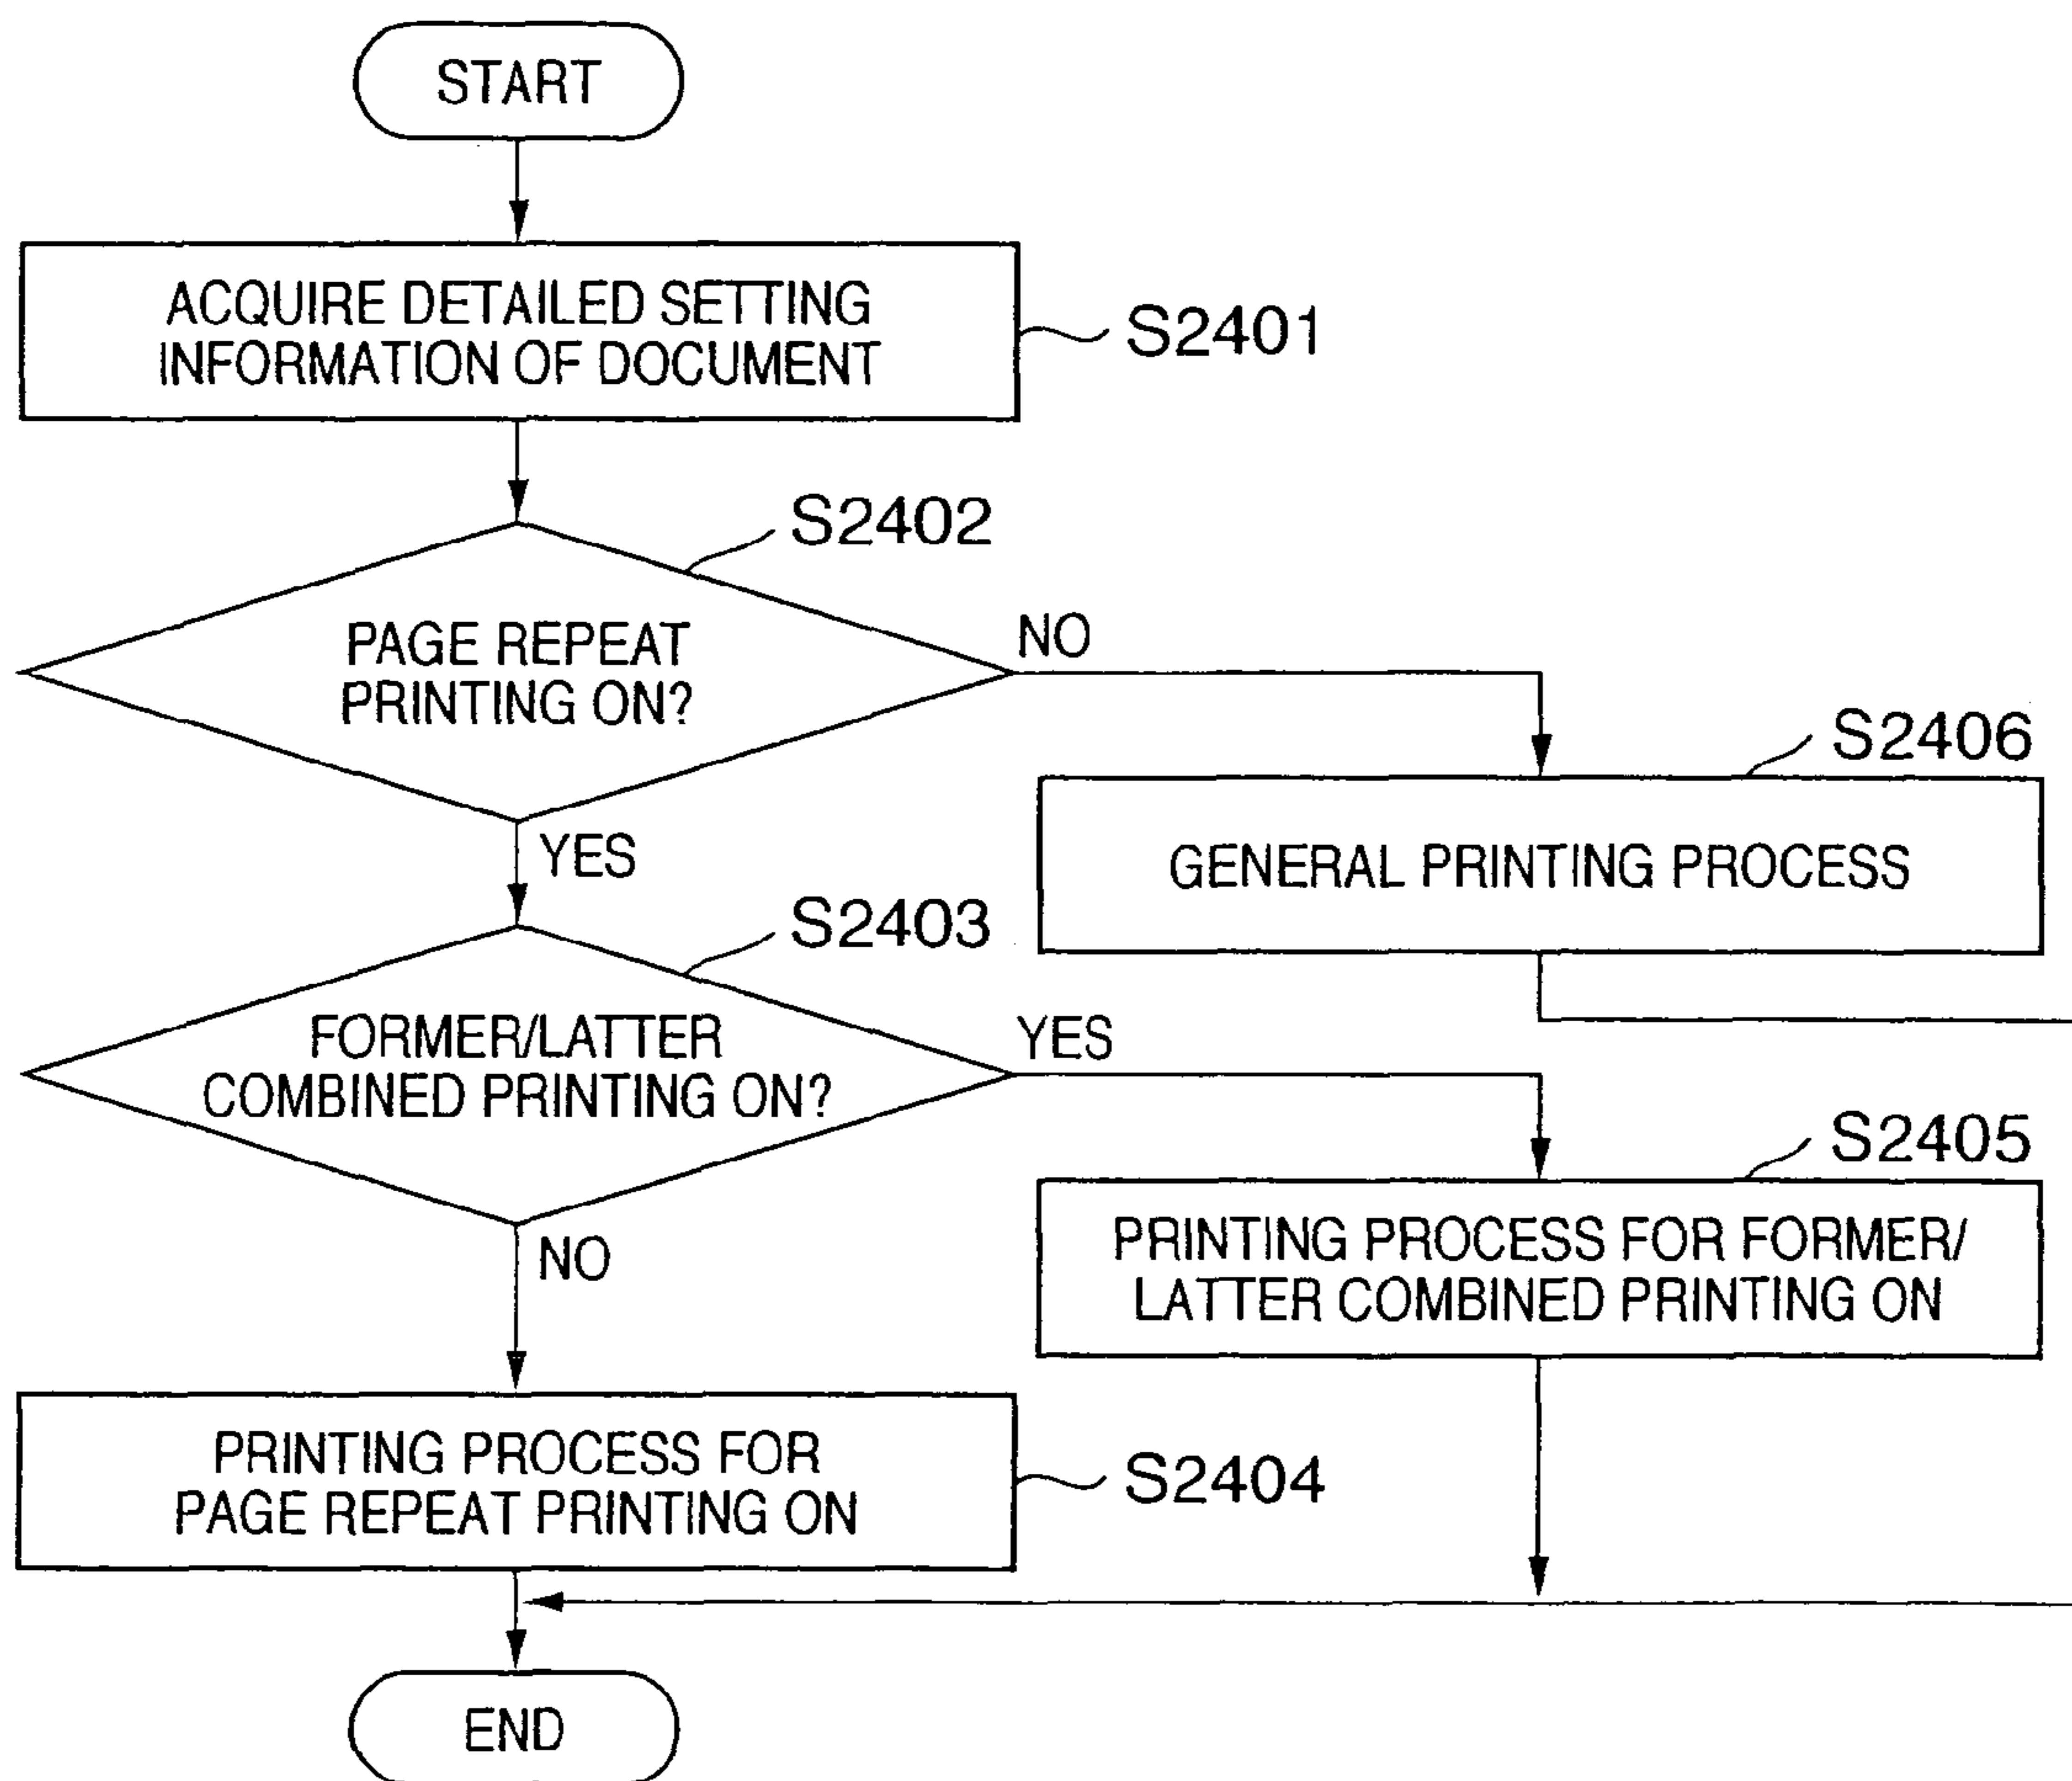 START
ACQUIRE DETAILED SETTING
INFORMATION OF DOCUMENT
S2401
S2402
PAGE REPEAT
PRINTING ON?
NO
YES
S2406
GENERAL PRINTING PROCESS
S2403
FORMER/LATTER
COMBINED PRINTING ON?
YES
NO
S2405
PRINTING PROCESS FOR FORMER/
LATTER COMBINED PRINTING ON
PRINTING PROCESS FOR
PAGE REPEAT PRINTING ON
S2404
END